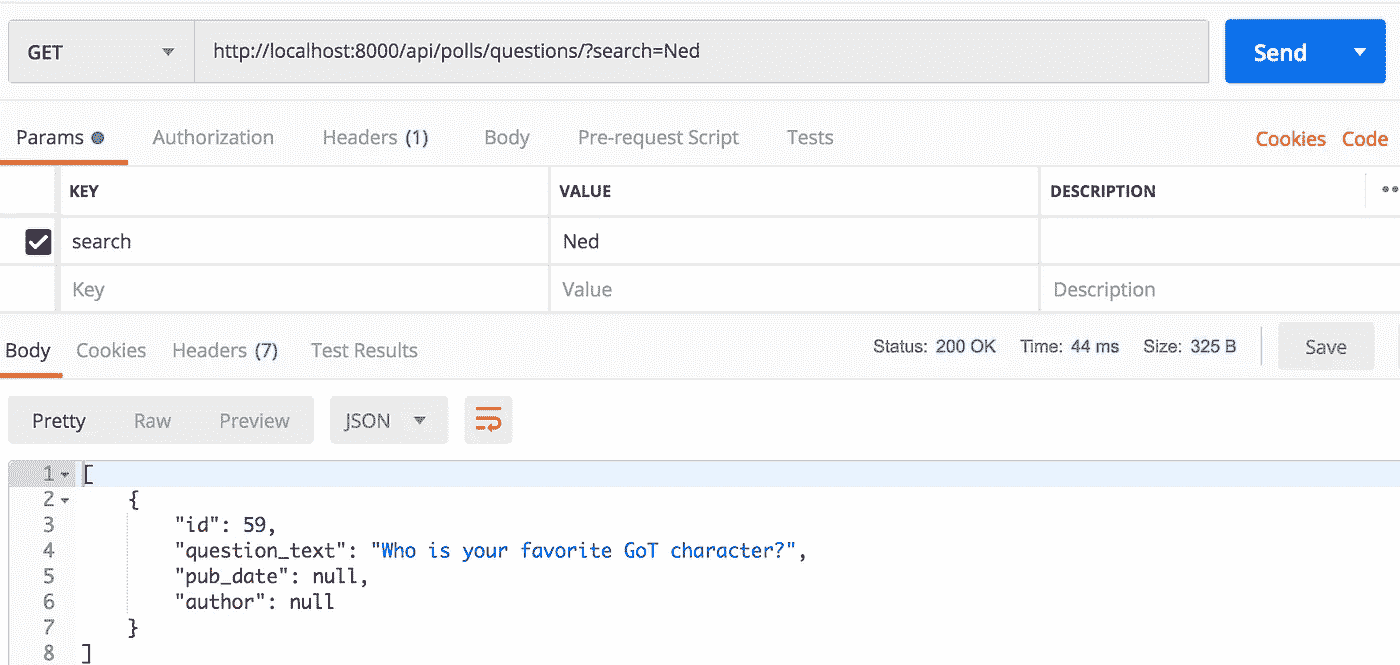 GET http://localhost:8000/api/polls/questions/?search=Ned Send
Params Authorization Headers (1) Body Pre-request Script Tests Cookies Code
KEY VALUE DESCRIPTION
search Ned
Key Value Description
Body Cookies Headers (7) Test Results Status: 200 OK Time: 44 ms Size: 325 B Save
Pretty Raw Preview JSON
1 [
2 {
3 "id": 59,
4 "question_text": "Who is your favorite GoT character?",
5 "pub_date": null,
6 "author": null
7 }
8 ]